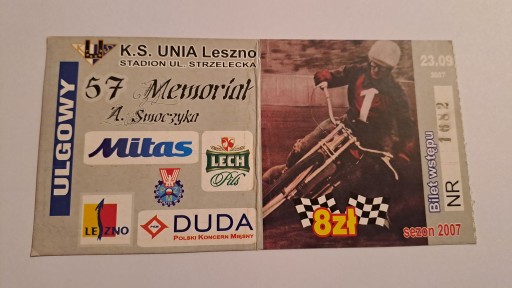 K.S. UNIA Leszno
STADION UL. STRZELECKA
ULGOWY
57 Memoriał
A. Smoczyka
Mitas
LECH
Pils
LESZNO
DUDA
POLSKI KONCERN MIĘSNY
1
8zł
23.09
2007
Bilet wstępu
NR 1682
sezon 2007